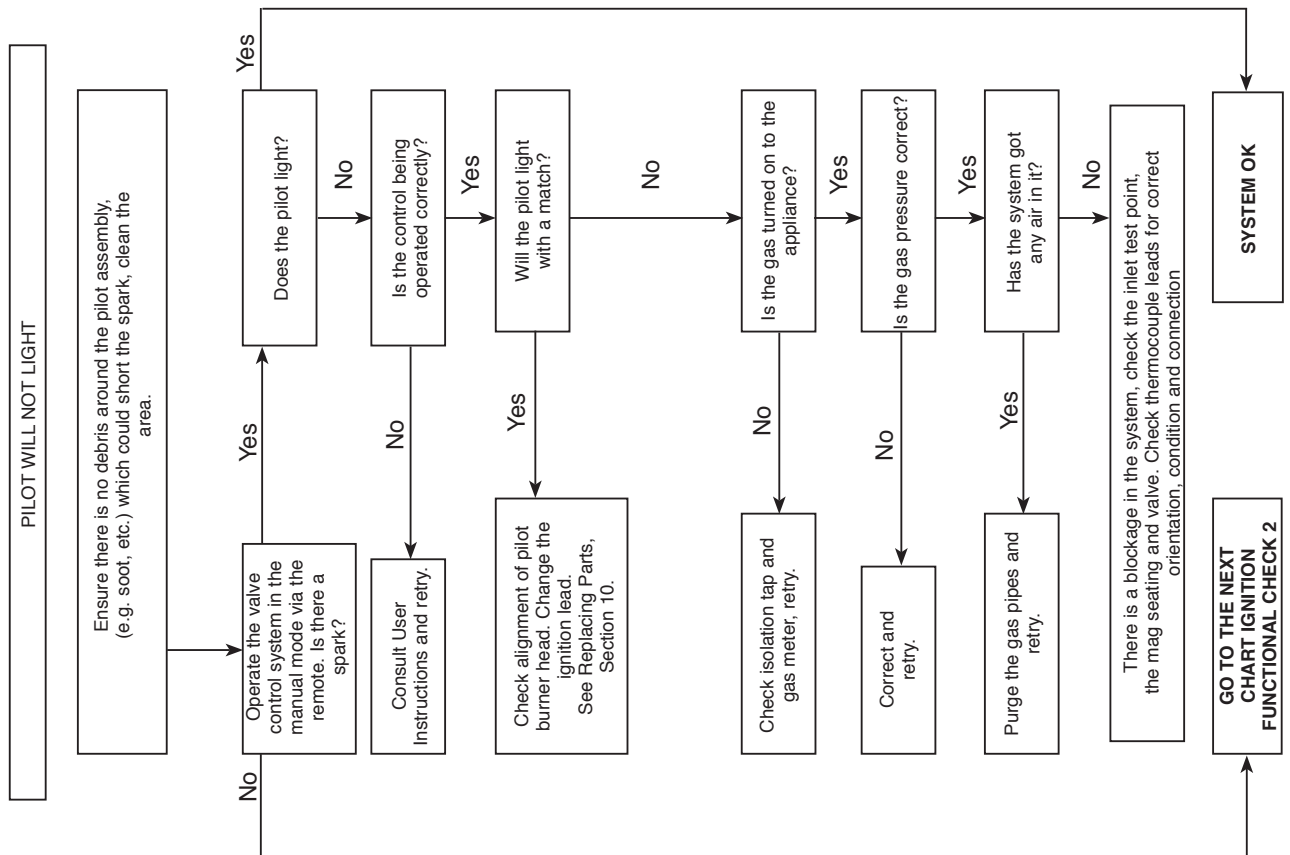 PILOT WILL NOT LIGHT
Ensure there is no debris around the pilot assembly,
(e.g. soot, etc.) which could short the spark, clean the
area.
Operate the valve
control system in the
manual mode via the
remote. Is there a
spark?
No
Yes
Does the pilot light?
Yes
No
Consult User
Instructions and retry.
No
Is the control being
operated correctly?
Yes
Check alignment of pilot
burner head. Change the
ignition lead.
See Replacing Parts,
Section 10.
Yes
Will the pilot light
with a match?
No
Check isolation tap and
gas meter, retry.
No
Is the gas turned on to the
appliance?
Yes
Correct and
retry.
No
Is the gas pressure correct?
Yes
Purge the gas pipes and
retry.
Yes
Has the system got
any air in it?
No
There is a blockage in the system, check the inlet test point,
the mag seating and valve. Check thermocouple leads for correct
orientation, condition and connection
GO TO THE NEXT
CHART IGNITION
FUNCTIONAL CHECK 2
SYSTEM OK